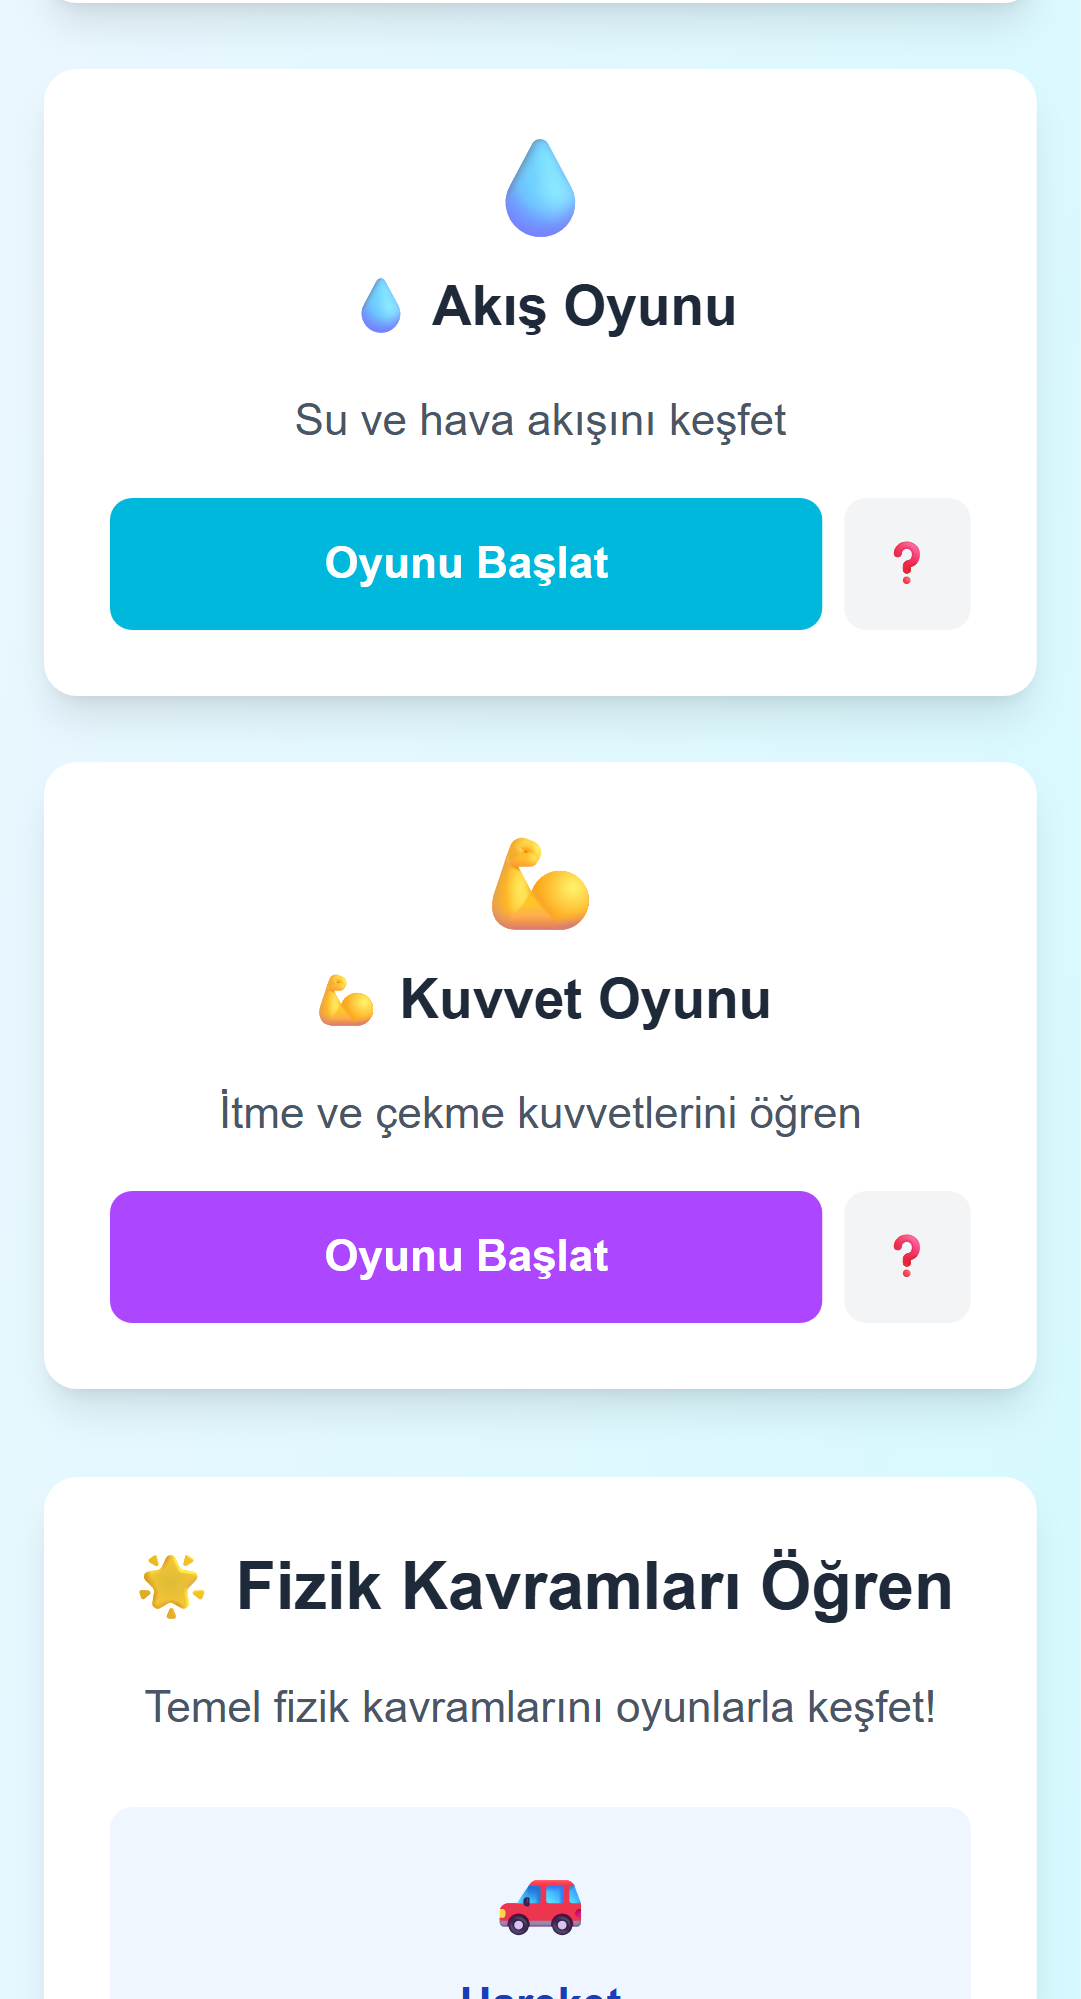 💧 Akış Oyunu
Su ve hava akışını keşfet
Oyunu Başlat ❓
💪 Kuvvet Oyunu
İtme ve çekme kuvvetlerini öğren
Oyunu Başlat ❓
🌟 Fizik Kavramları Öğren
Temel fizik kavramlarını oyunlarla keşfet!
Hareket